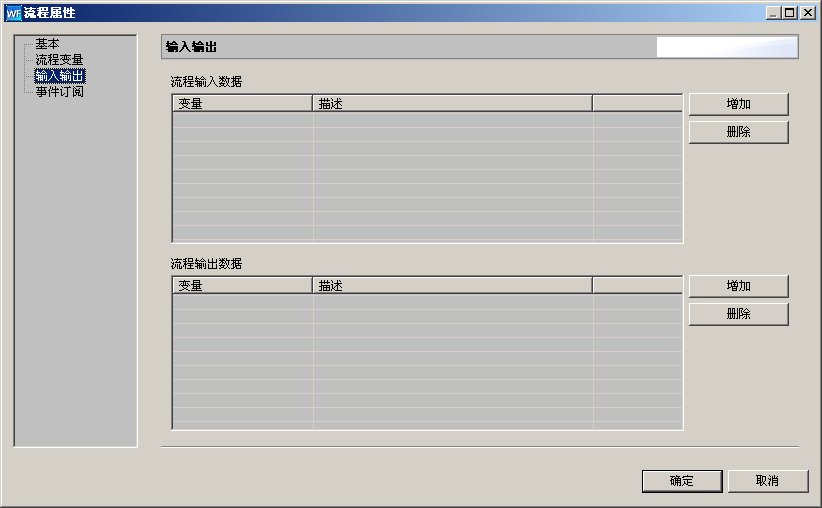 WF 流程属性
基本
流程变量
输入输出
事件订阅
输入输出
流程输入数据
变量 描述
增加
删除
流程输出数据
变量 描述
增加
删除
确定 取消